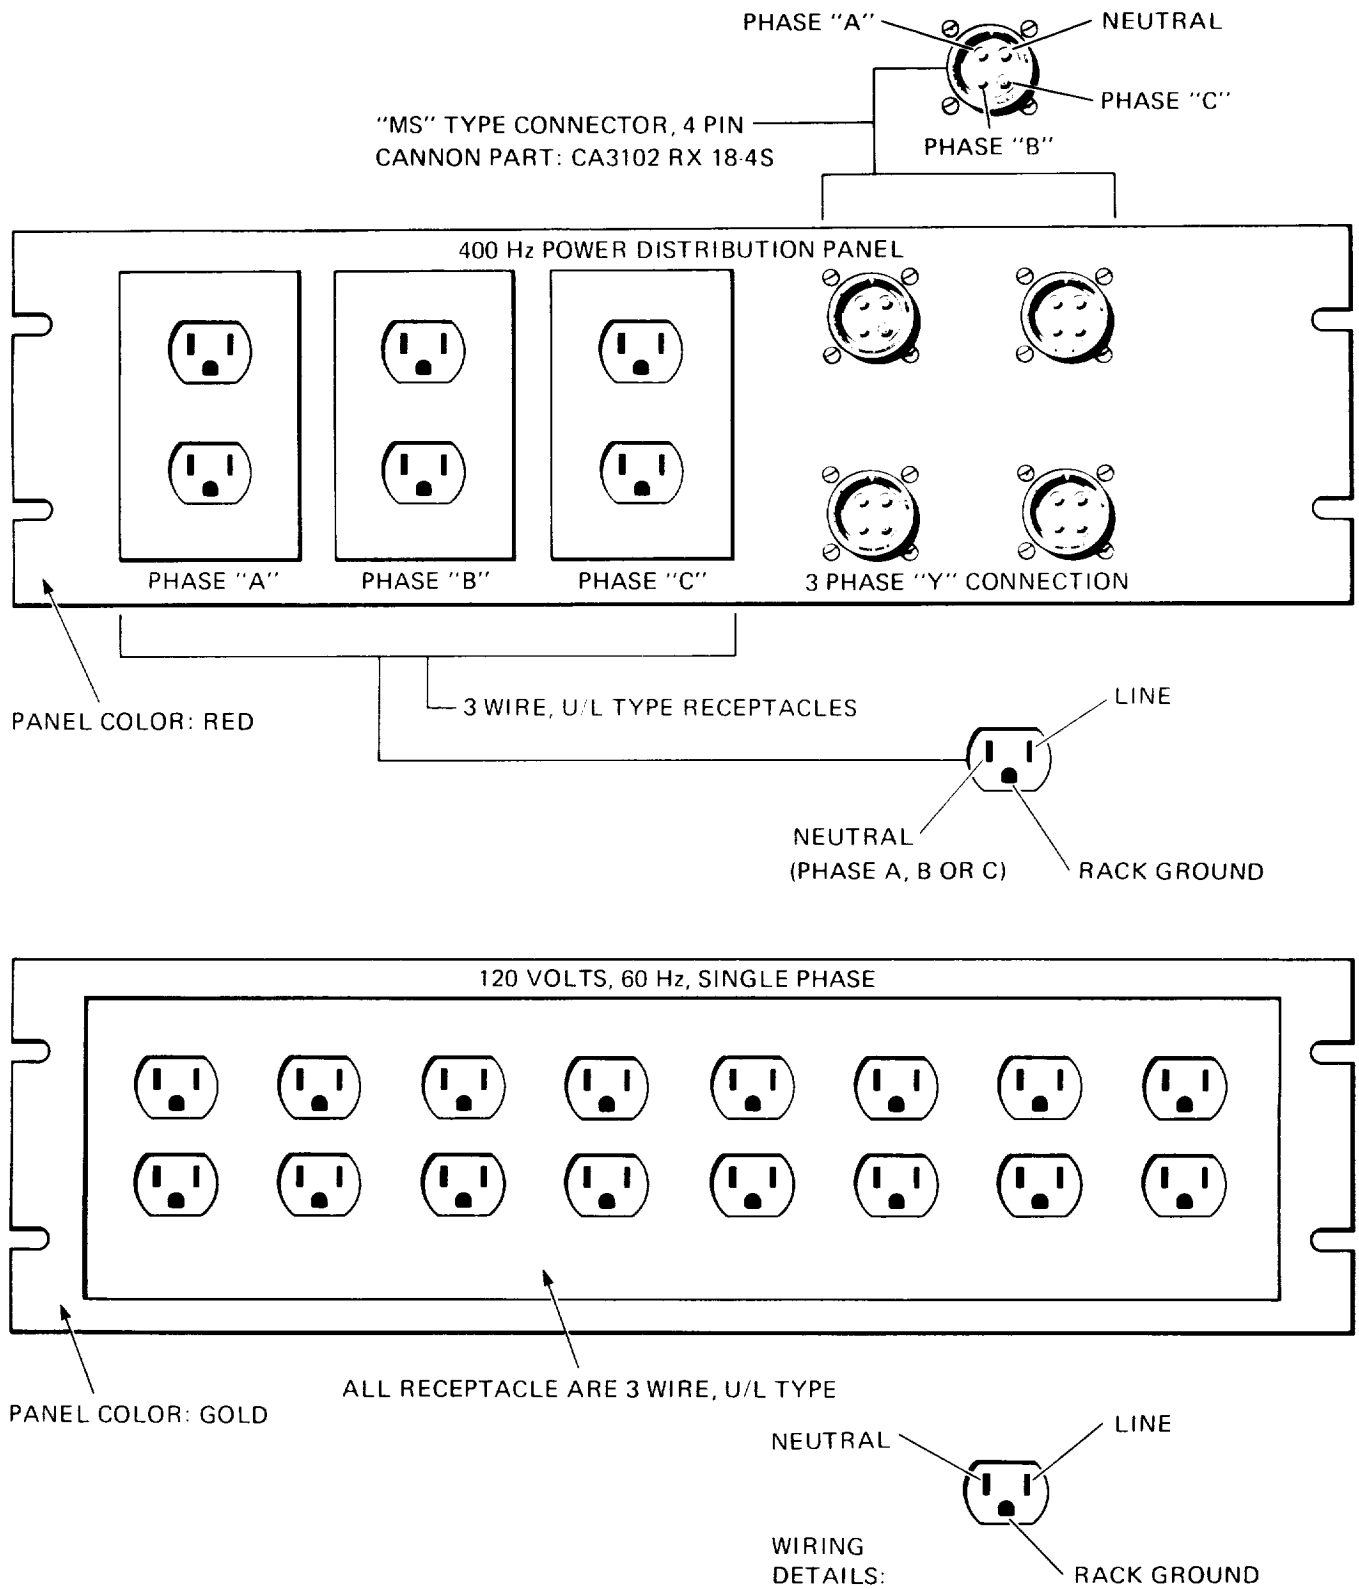 PHASE "A"
NEUTRAL
PHASE "C"
"MS" TYPE CONNECTOR, 4 PIN
CANNON PART: CA3102 RX 18-4S
PHASE "B"
400 Hz POWER DISTRIBUTION PANEL
PHASE "A"
PHASE "B"
PHASE "C"
3 PHASE "Y" CONNECTION
PANEL COLOR: RED
3 WIRE, U/L TYPE RECEPTACLES
LINE
NEUTRAL
(PHASE A, B OR C)
RACK GROUND
120 VOLTS, 60 Hz, SINGLE PHASE
ALL RECEPTACLE ARE 3 WIRE, U/L TYPE
PANEL COLOR: GOLD
NEUTRAL
LINE
WIRING
DETAILS:
RACK GROUND